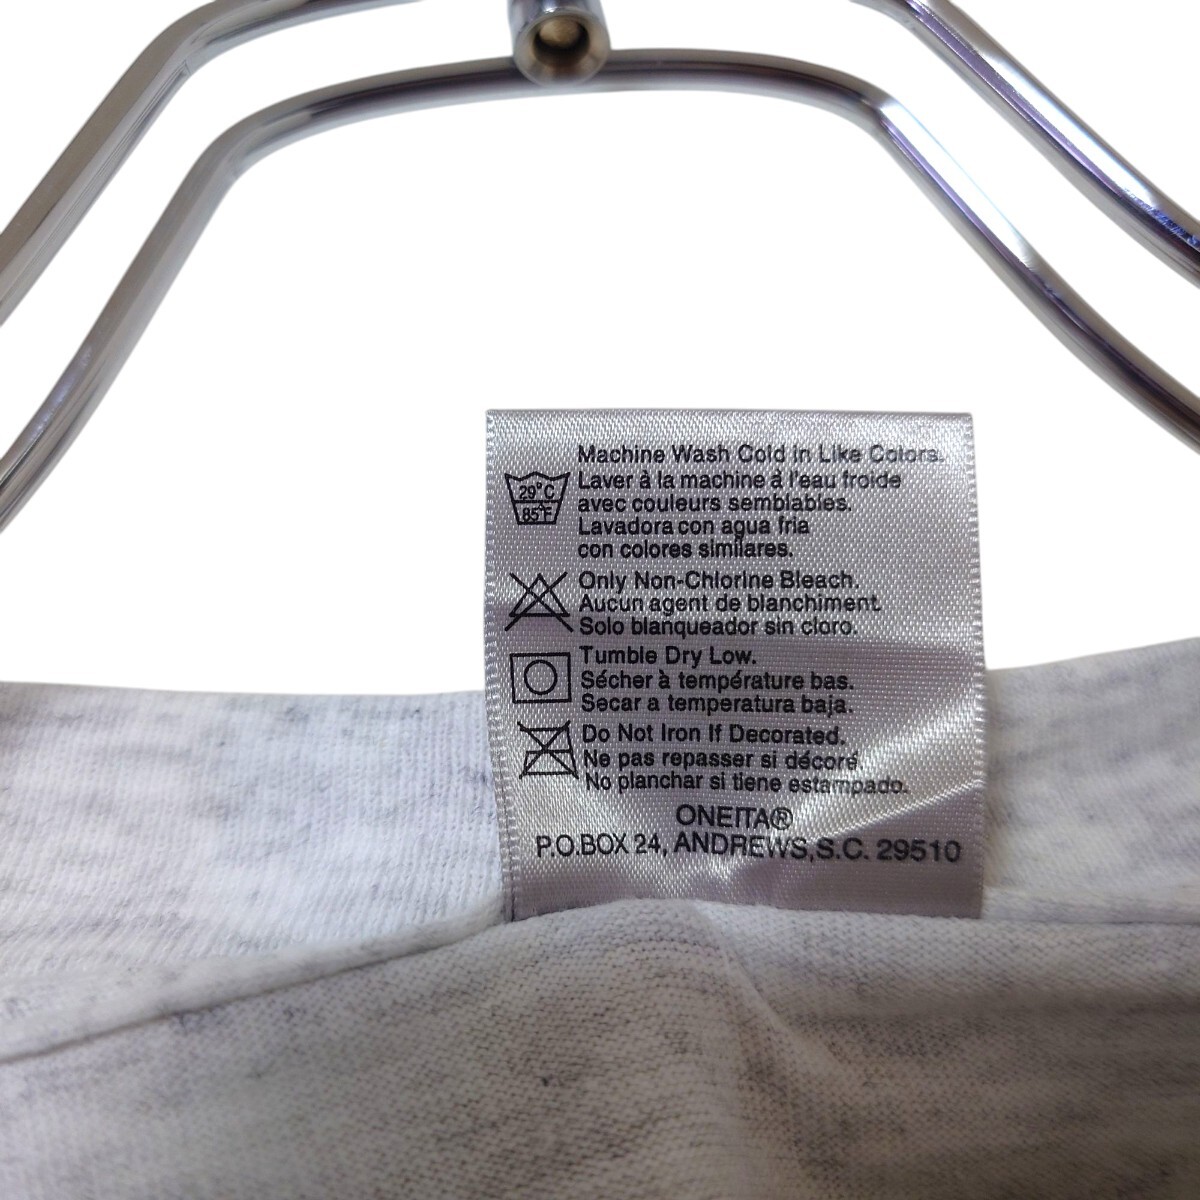 Machine Wash Cold in Like Colors.
29°C
85°F
Laver à la machine à l'eau froide
avec couleurs semblables.
Lavadora con agua fria
con colores similares.
Only Non-Chlorine Bleach.
Aucun agent de blanchiment.
Solo blanqueador sin cloro.
Tumble Dry Low.
Sécher à température bas.
Secar a temperatura baja.
Do Not Iron If Decorated.
Ne pas repasser si décoré.
No planchar si tiene estampado.
ONEITA®
P.O.BOX 24, ANDREWS,S.C. 29510